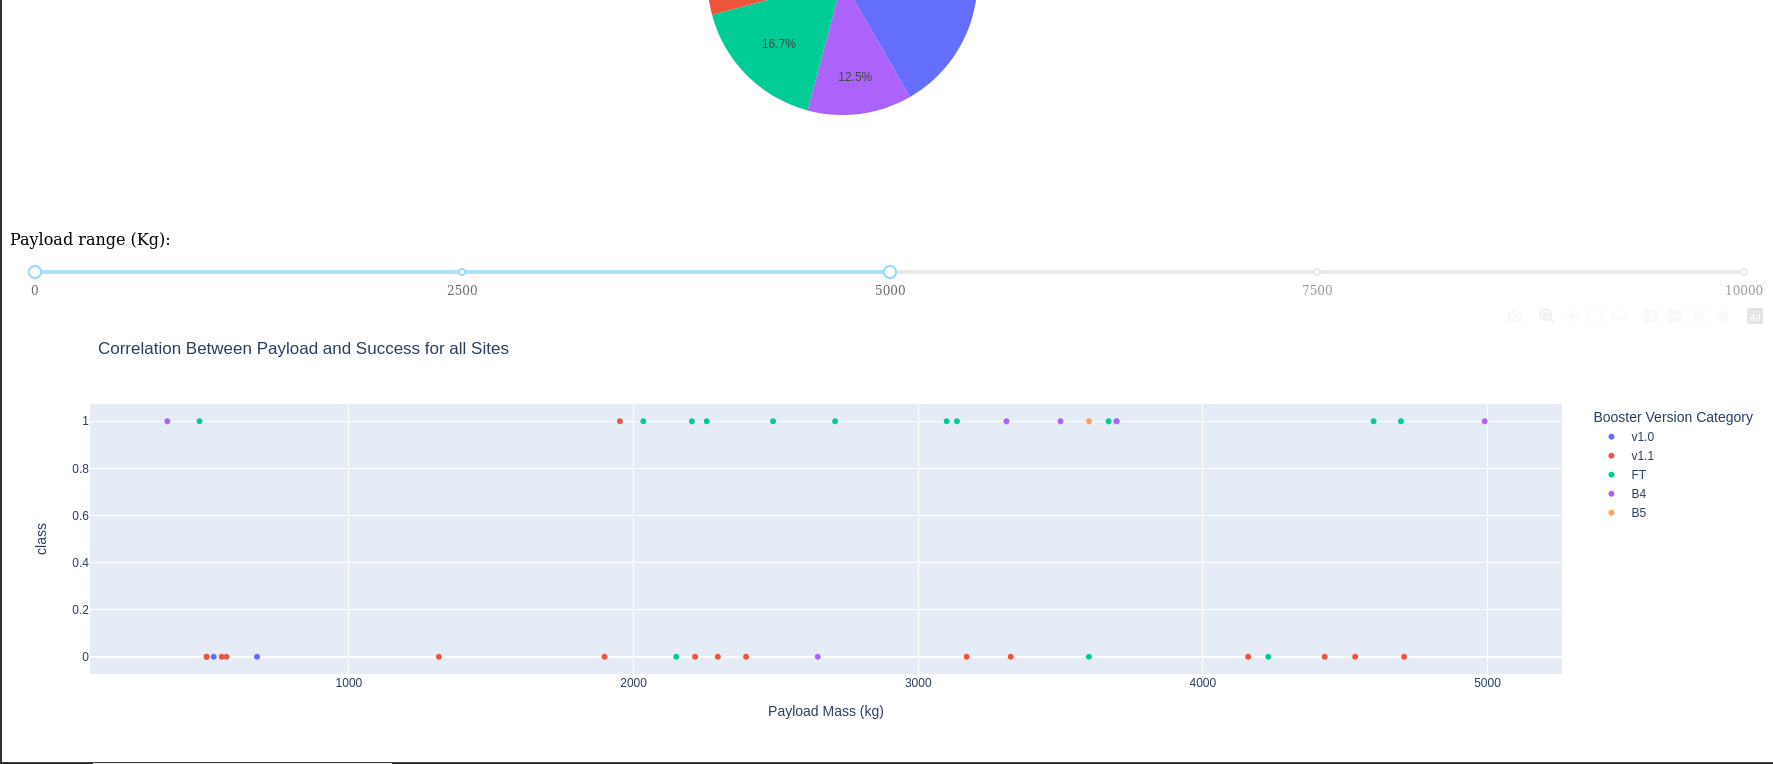 16.7%
12.5%
Payload range (Kg):
0 2500 5000 7500 10000
Correlation Between Payload and Success for all Sites
1
0.8
0.6
0.4
0.2
0
class
1000 2000 3000 4000 5000
Payload Mass (kg)
Booster Version Category
v1.0
v1.1
FT
B4
B5